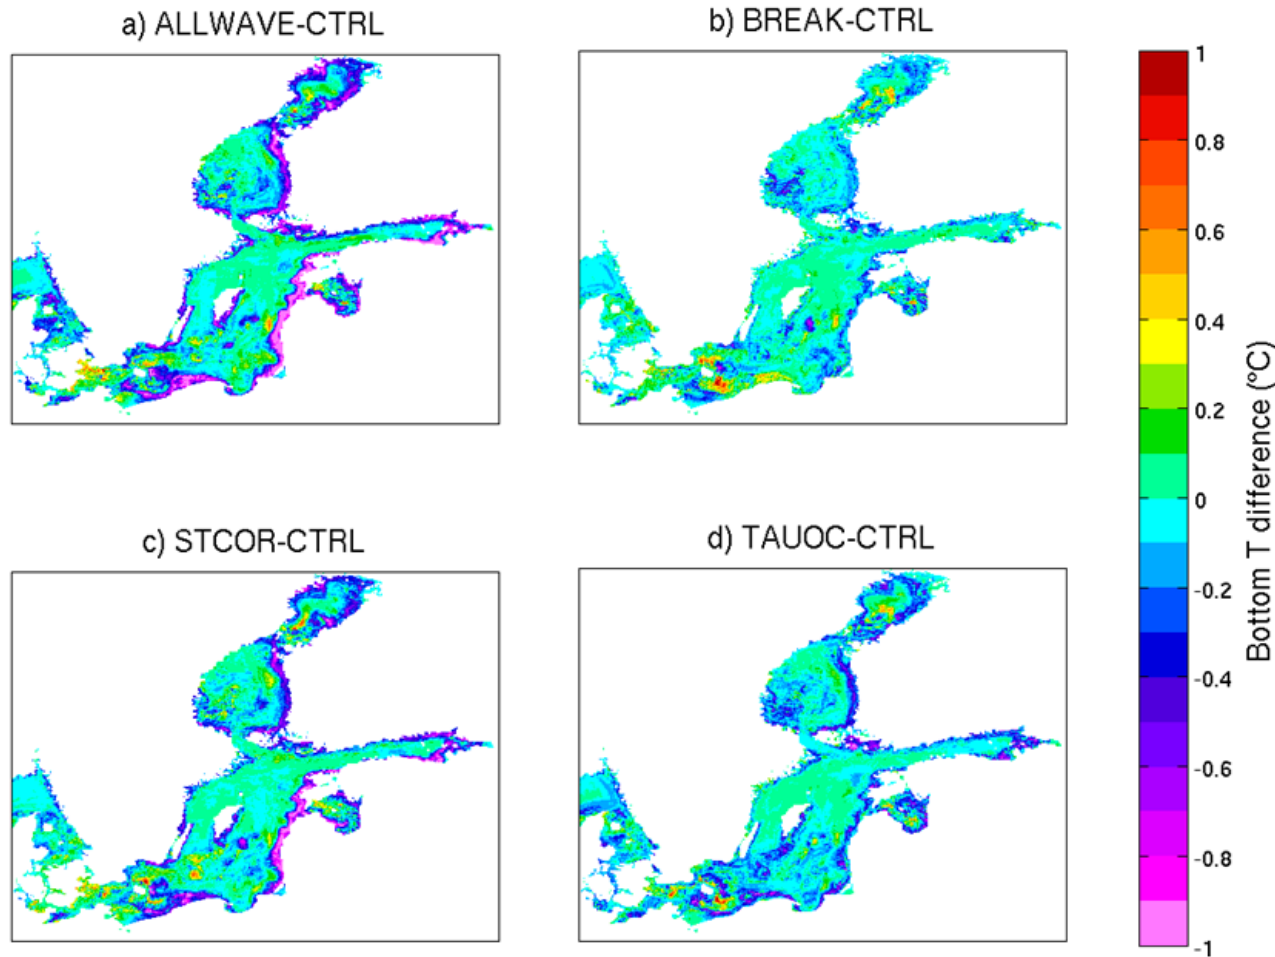 a) ALLWAVE-CTRL
b) BREAK-CTRL
c) STCOR-CTRL
d) TAUOC-CTRL
1
0.8
0.6
0.4
0.2
0
-0.2
-0.4
-0.6
-0.8
-1
Bottom T difference (°C)